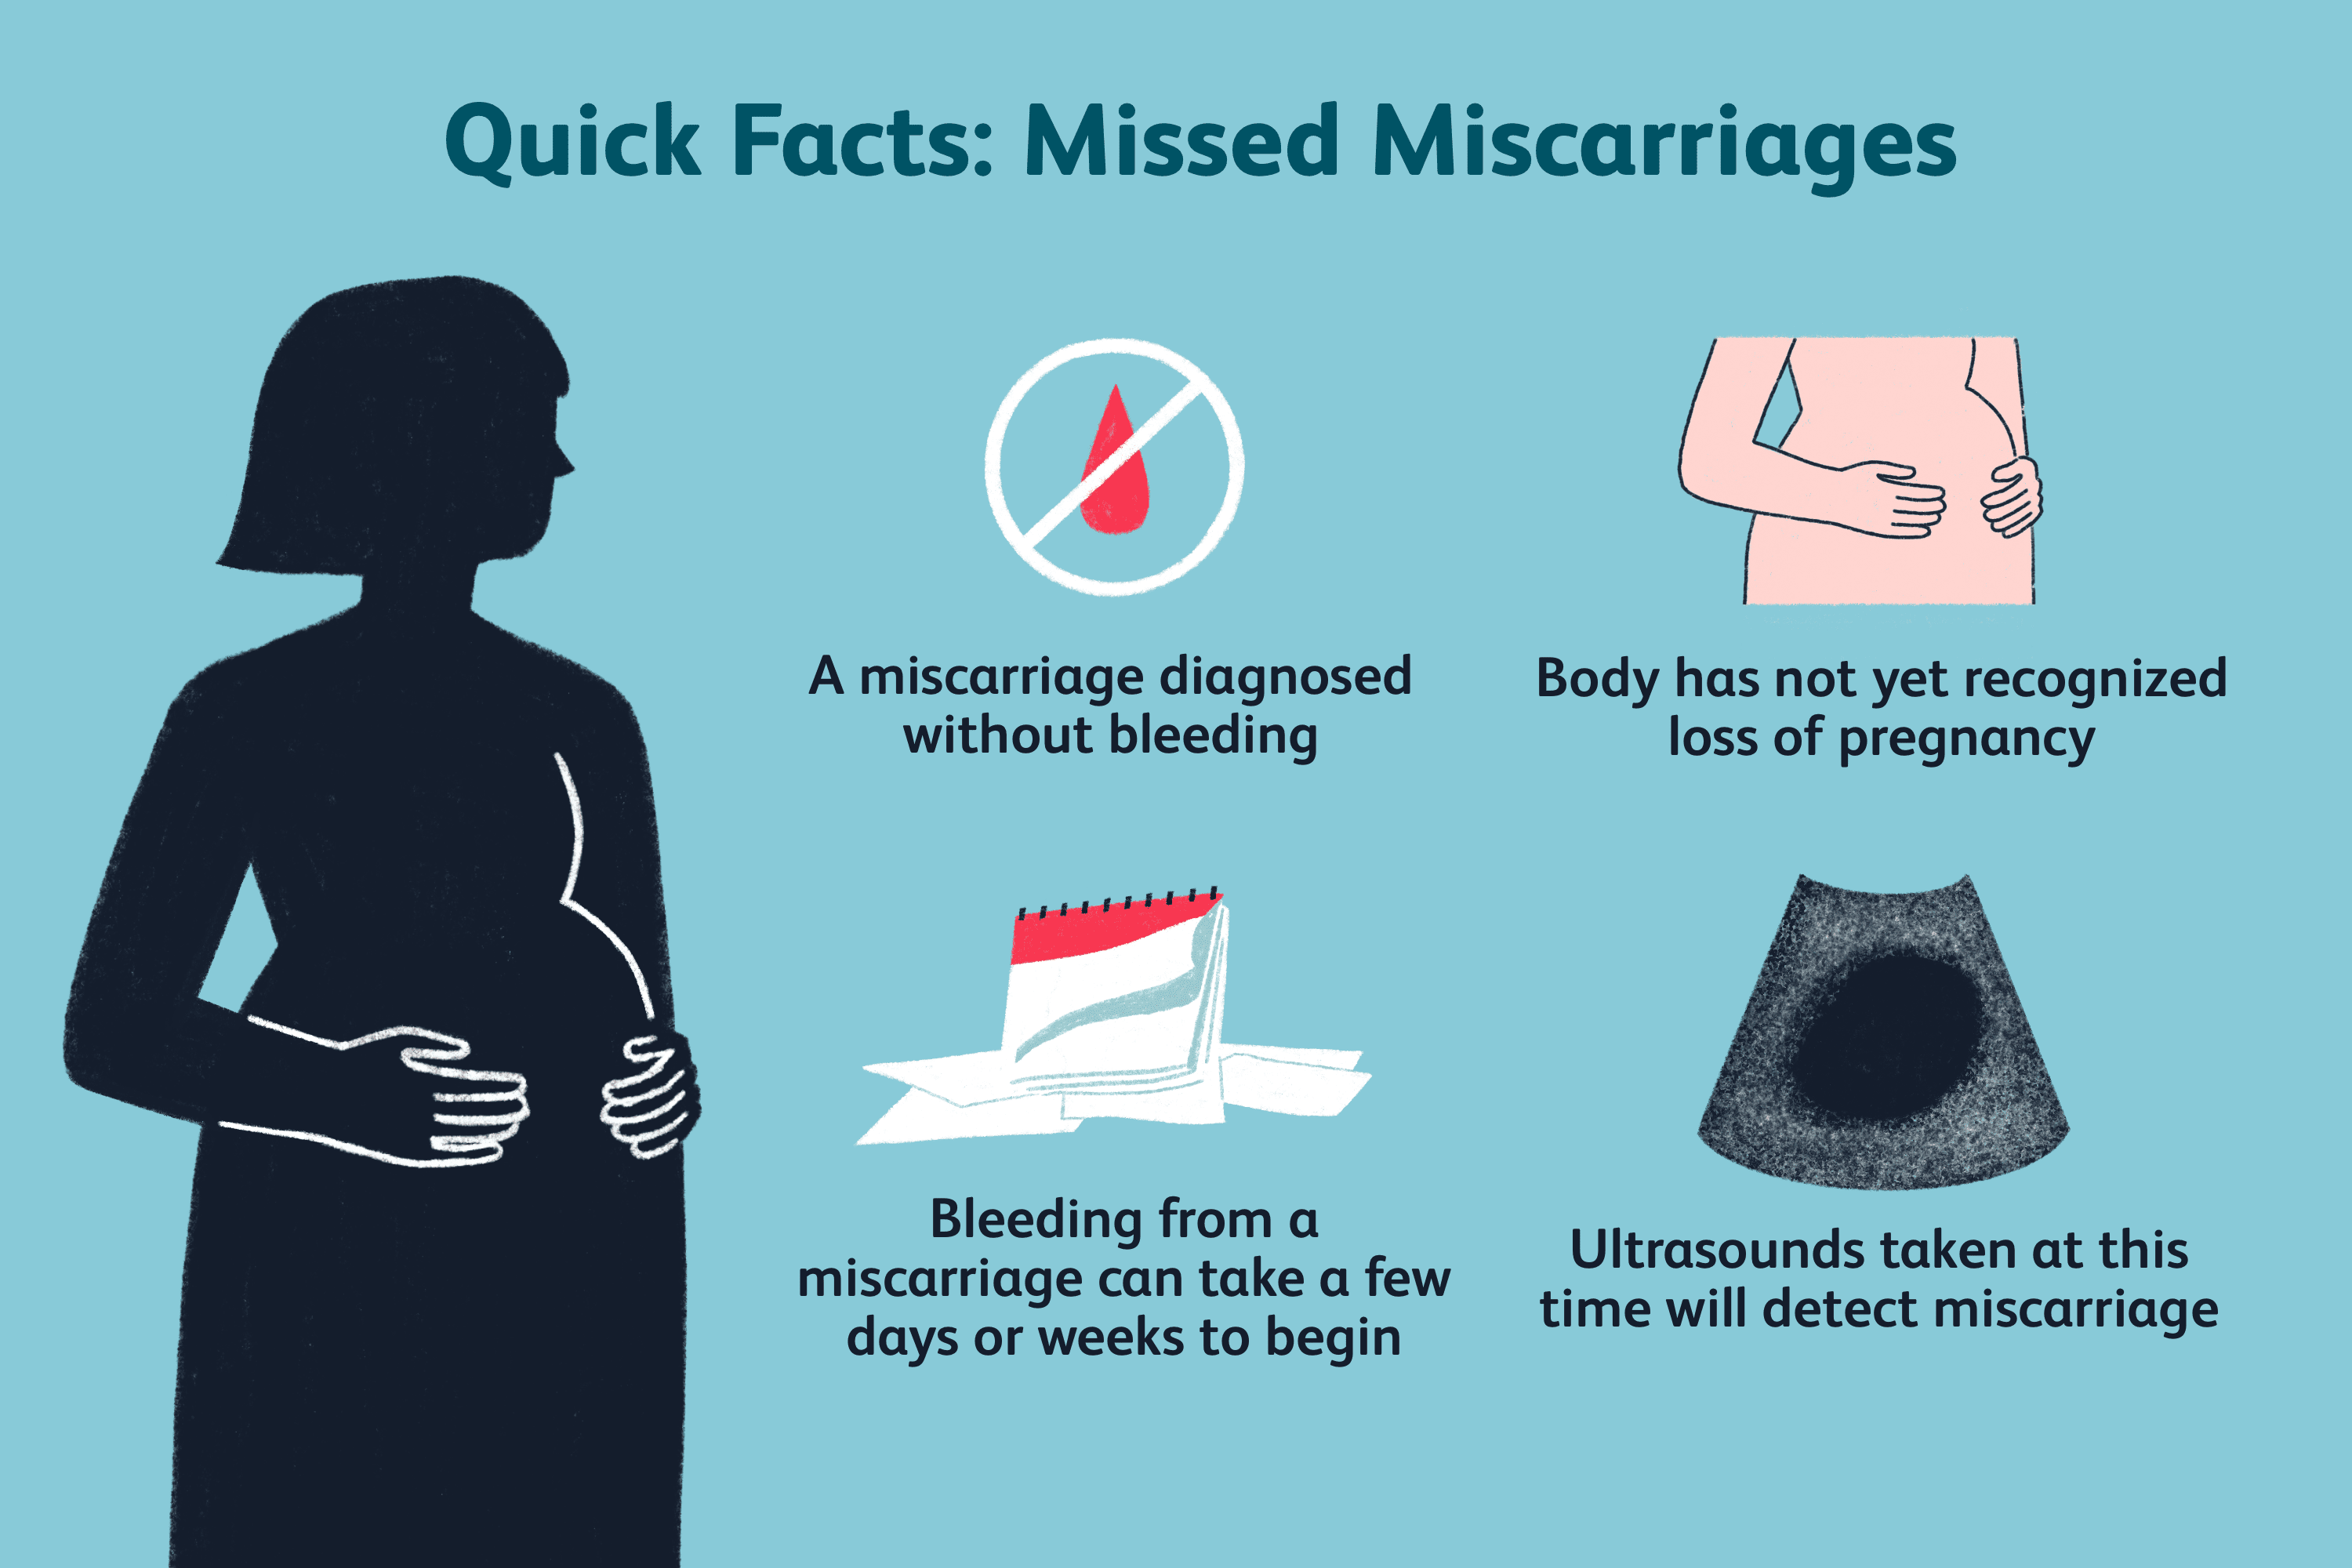 Quick Facts: Missed Miscarriages
A miscarriage diagnosed
without bleeding
Body has not yet recognized
loss of pregnancy
Bleeding from a
miscarriage can take a few
days or weeks to begin
Ultrasounds taken at this
time will detect miscarriage